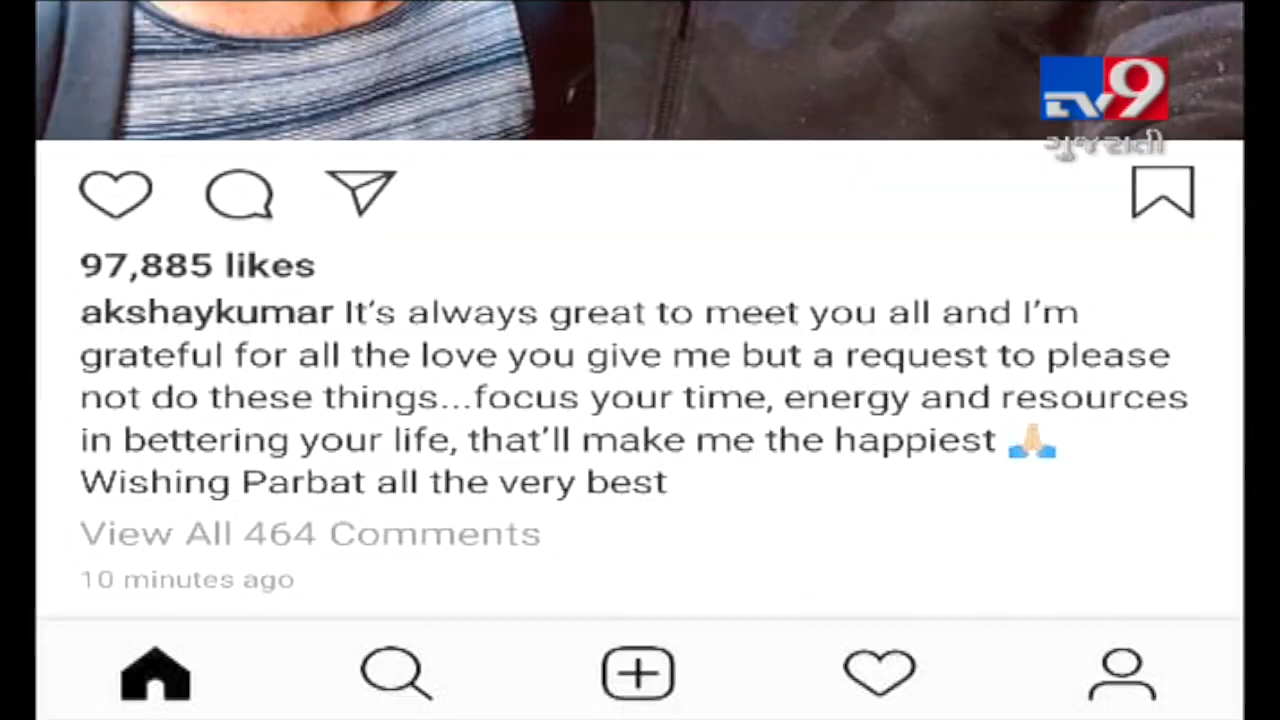 TV9
ગુજરાતી
97,885 likes
akshaykumar It's always great to meet you all and I'm
grateful for all the love you give me but a request to please
not do these things...focus your time, energy and resources
in bettering your life, that'll make me the happiest 🙏🏻
Wishing Parbat all the very best
View All 464 Comments
10 minutes ago